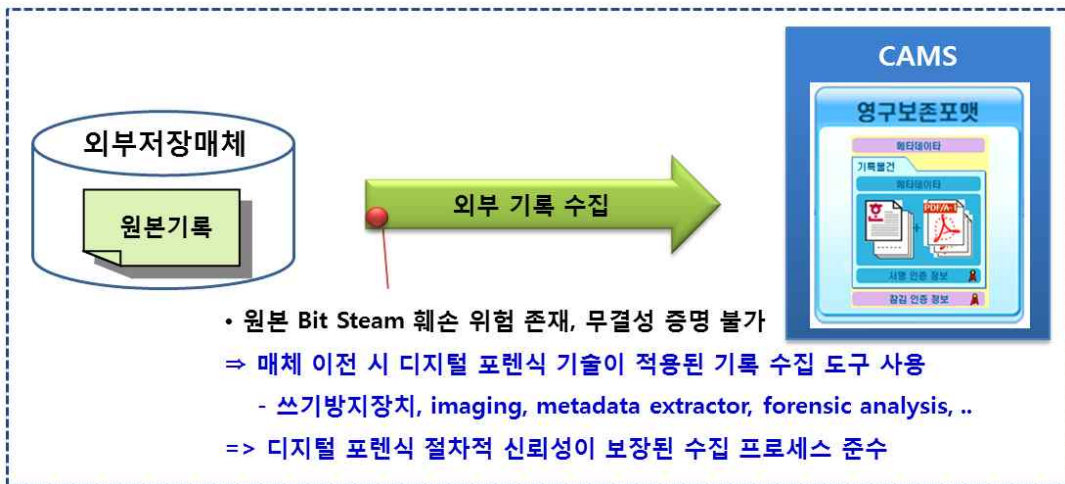 CAMS
영구보존포맷
메타데이타
기록물건
메타데이타
PDF/A-1
+
서명 인증 정보
잠김 인증 정보
외부저장매체
원본기록
외부 기록 수집
• 원본 Bit Steam 훼손 위험 존재, 무결성 증명 불가
⇒ 매체 이전 시 디지털 포렌식 기술이 적용된 기록 수집 도구 사용
- 쓰기방지장치, imaging, metadata extractor, forensic analysis, ..
=> 디지털 포렌식 절차적 신뢰성이 보장된 수집 프로세스 준수